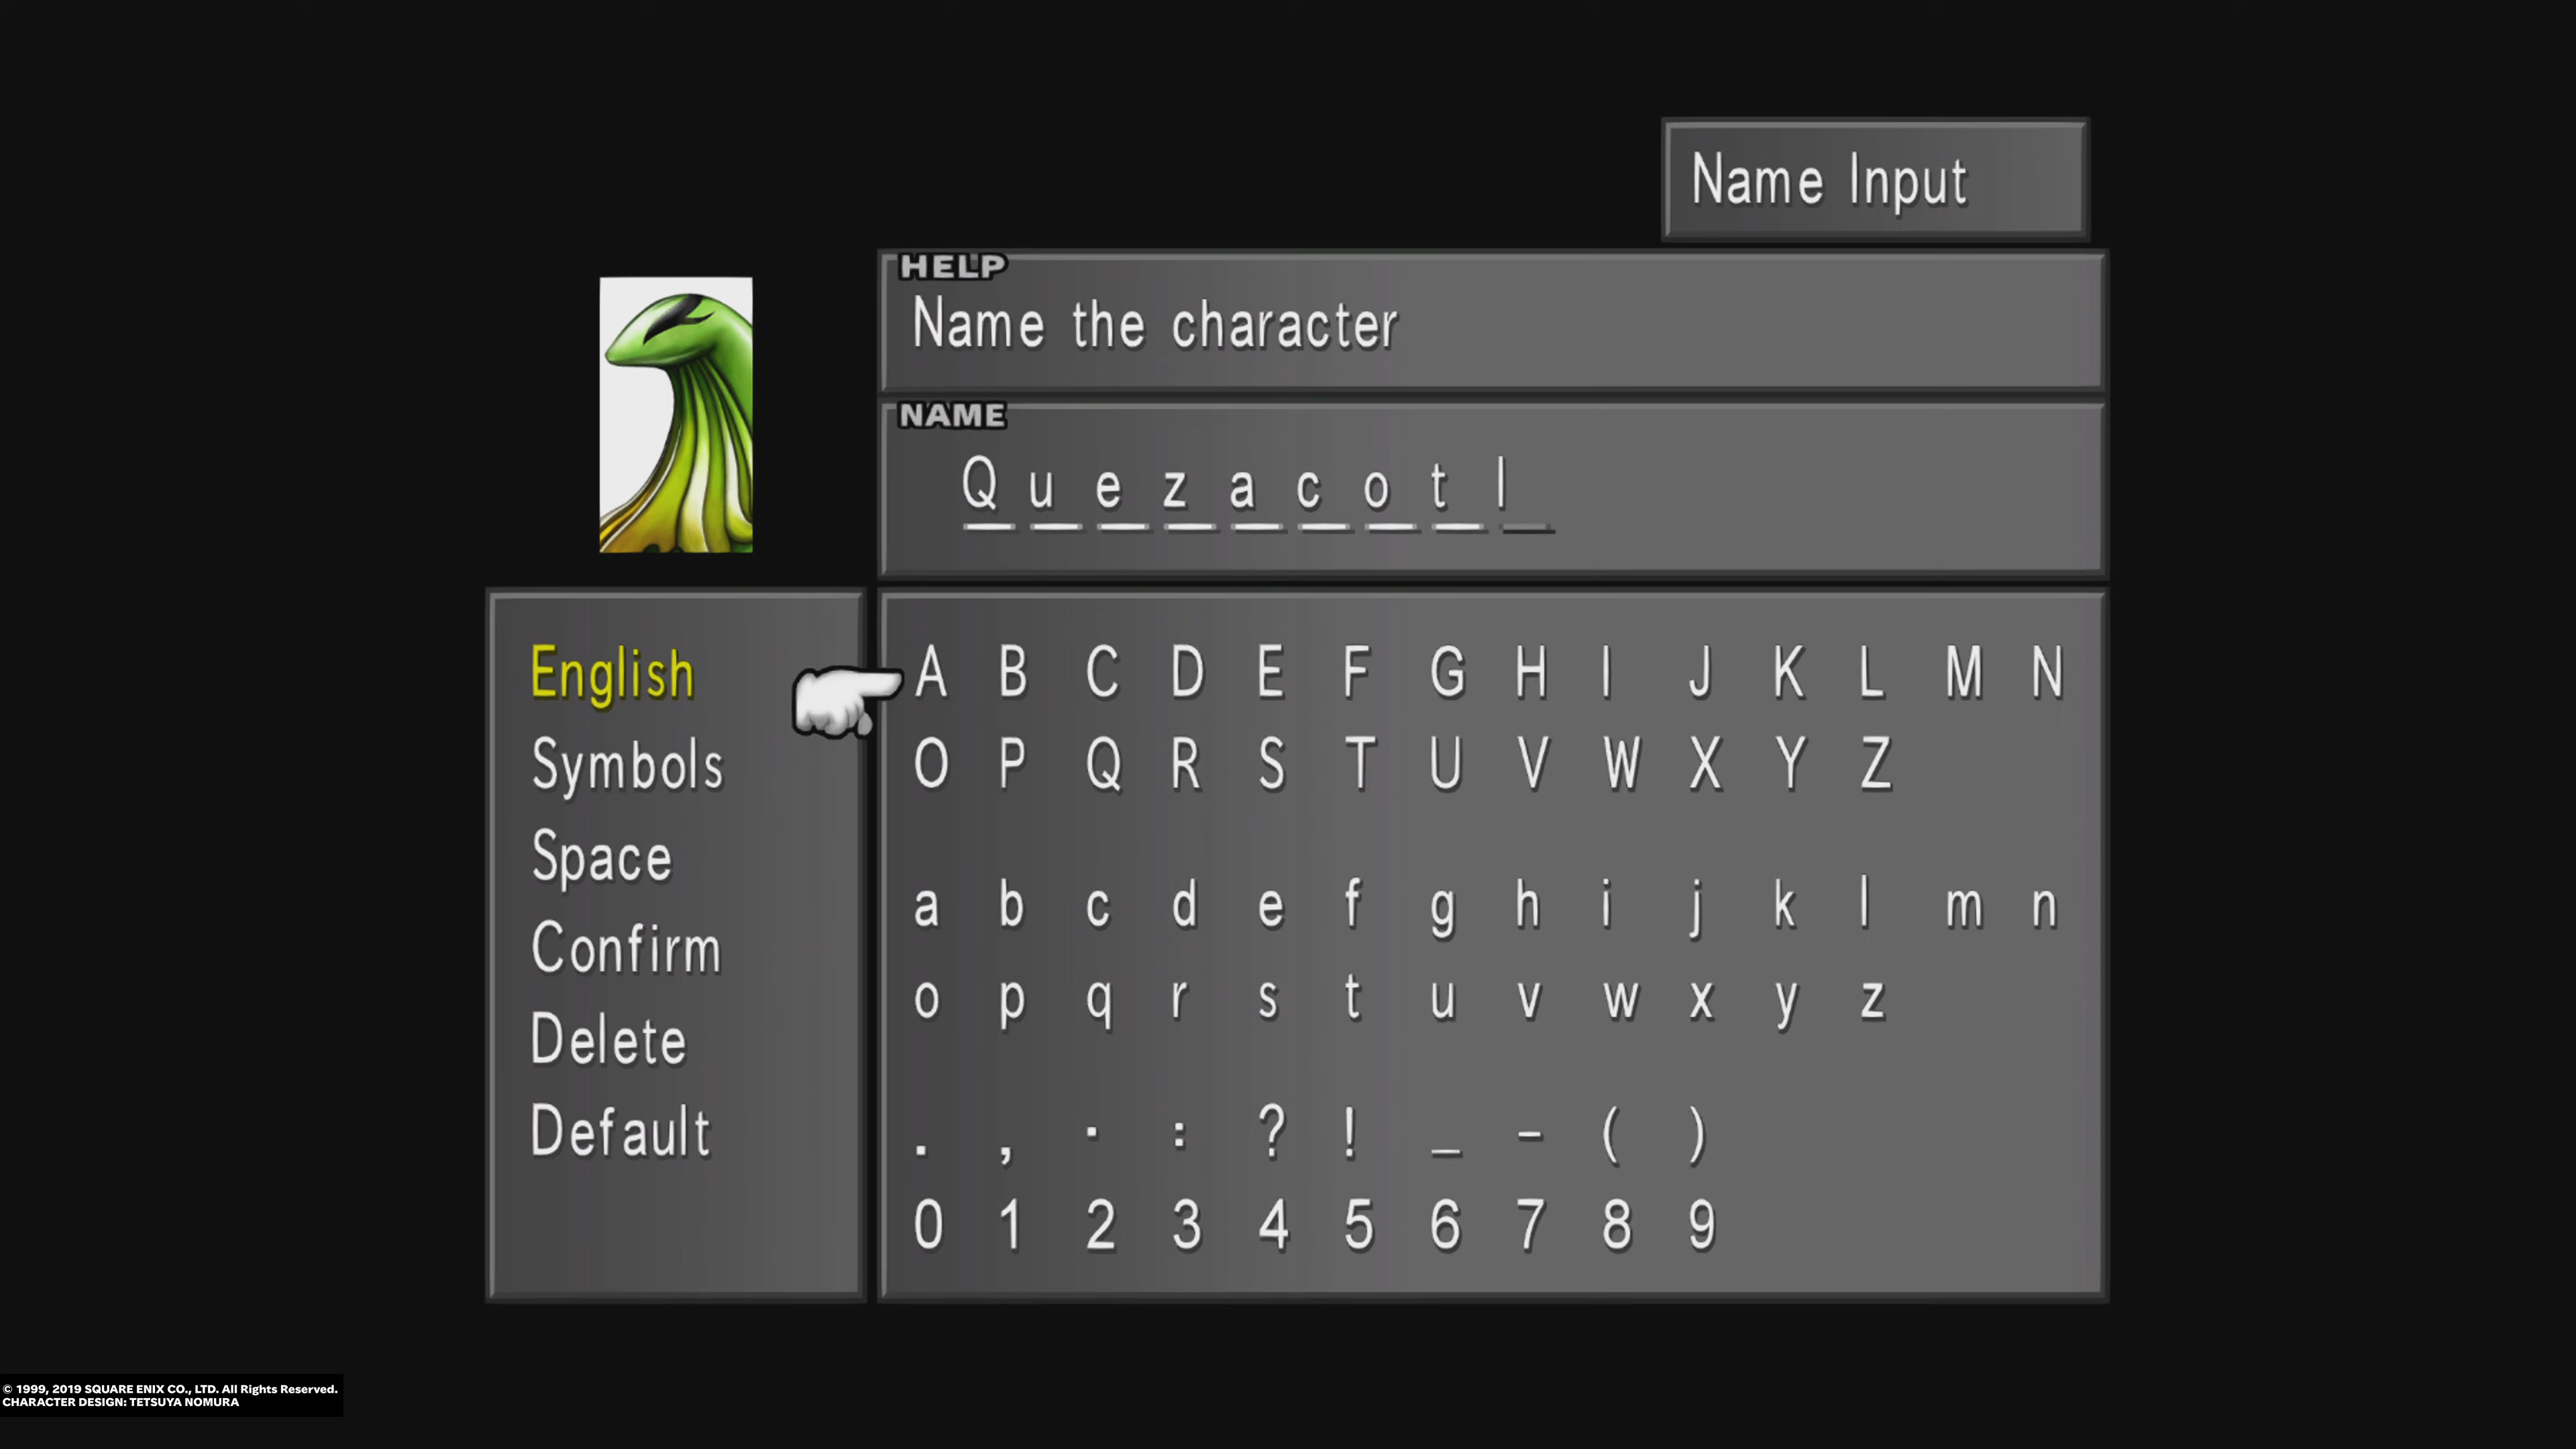 Name Input
HELP
Name the character
NAME
Quezacotl
English
Symbols
Space
Confirm
Delete
Default
A B C D E F G H I J K L M N
O P Q R S T U V W X Y Z
a b c d e f g h i j k l m n
o p q r s t u v w x y z
. , · : ? ! _ - ( )
0 1 2 3 4 5 6 7 8 9
© 1999, 2019 SQUARE ENIX CO., LTD. All Rights Reserved.
CHARACTER DESIGN: TETSUYA NOMURA